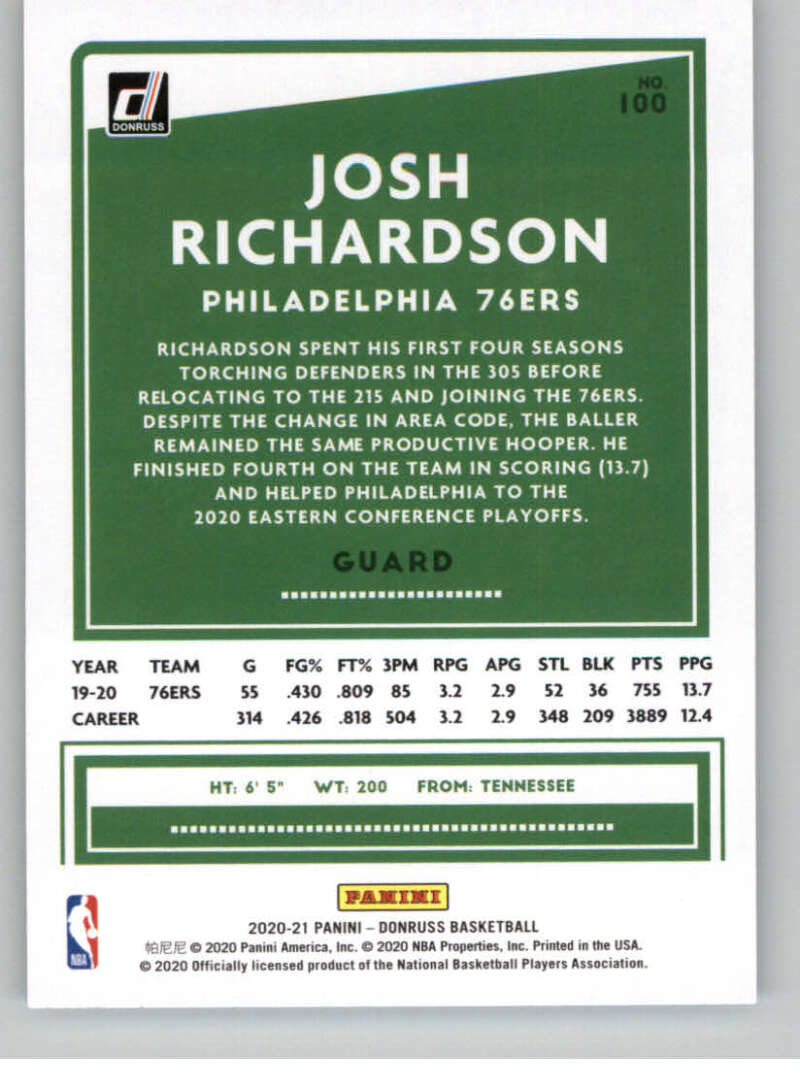 DONRUSS
NO.
100
JOSH
RICHARDSON
PHILADELPHIA 76ERS
RICHARDSON SPENT HIS FIRST FOUR SEASONS
TORCHING DEFENDERS IN THE 305 BEFORE
RELOCATING TO THE 215 AND JOINING THE 76ERS.
DESPITE THE CHANGE IN AREA CODE, THE BALLER
REMAINED THE SAME PRODUCTIVE HOOPER. HE
FINISHED FOURTH ON THE TEAM IN SCORING (13.7)
AND HELPED PHILADELPHIA TO THE
2020 EASTERN CONFERENCE PLAYOFFS.
GUARD
YEAR TEAM G FG% FT% 3PM RPG APG STL BLK PTS PPG
19-20 76ERS 55 .430 .809 85 3.2 2.9 52 36 755 13.7
CAREER 314 .426 .818 504 3.2 2.9 348 209 3889 12.4
HT: 6' 5" WT: 200 FROM: TENNESSEE
PANINI
2020-21 PANINI – DONRUSS BASKETBALL
帕尼尼 © 2020 Panini America, Inc. © 2020 NBA Properties, Inc. Printed in the USA.
© 2020 Officially licensed product of the National Basketball Players Association.
NBA